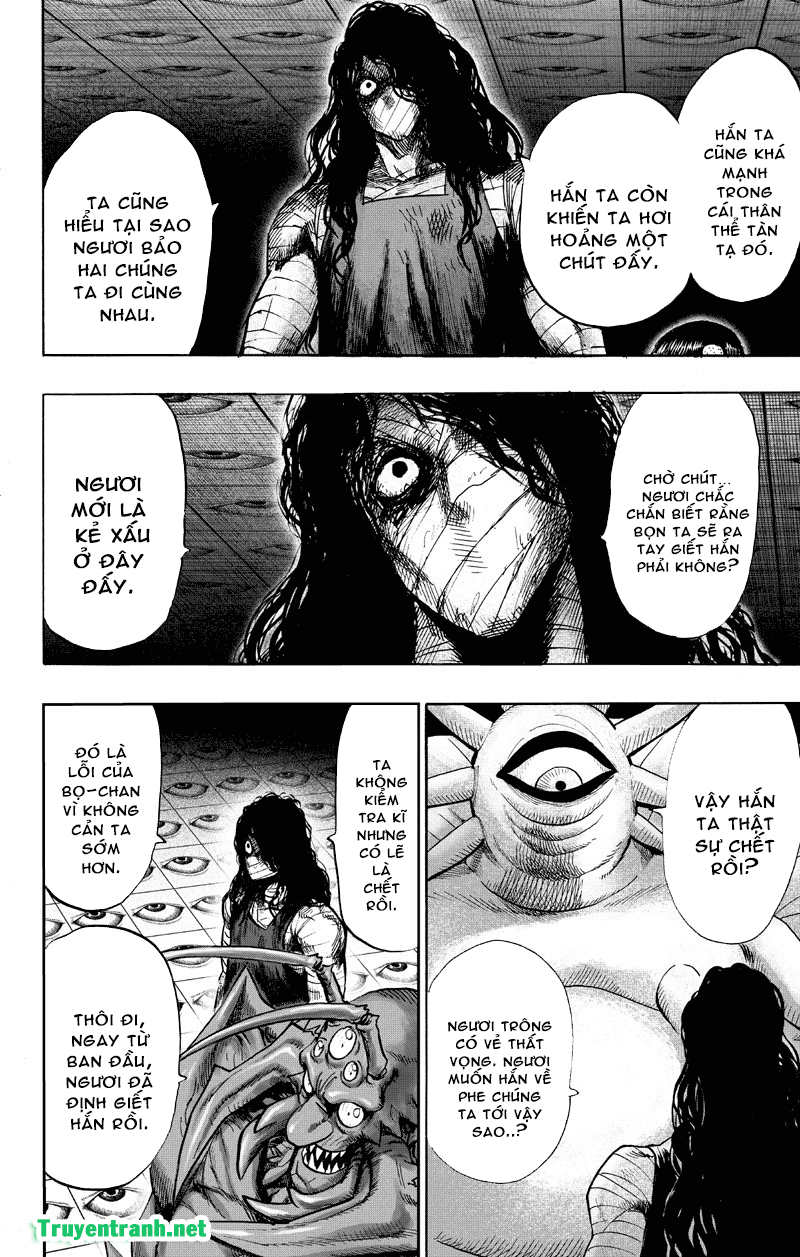 HẮN TA
CŨNG KHÁ
MẠNH
TRONG
CÁI THÂN
THỂ TÀN
TẠ ĐÓ.
HẮN TA CÒN
KHIẾN TA HƠI
HOẢNG MỘT
CHÚT ĐẤY.
TA CŨNG
HIỂU TẠI SAO
NGƯƠI BẢO
HAI CHÚNG
TA ĐI CÙNG
NHAU.
CHỜ CHÚT...
NGƯƠI CHẮC
CHẮN BIẾT RẰNG
BỌN TA SẼ RA
TAY GIẾT HẮN
PHẢI KHÔNG?
NGƯƠI
MỚI LÀ
KẺ XẤU
Ở ĐÂY
ĐẤY.
VẬY HẮN
TA THẬT
SỰ CHẾT
RỒI?
NGƯƠI TRÔNG
CÓ VẺ THẤT
VỌNG. NGƯƠI
MUỐN HẮN VỀ
PHE CHÚNG
TA TỚI VẬY
SAO..?
TA
KHÔNG
KIỂM
TRA KĨ
NHƯNG
CÓ LẼ
LÀ
CHẾT
RỒI.
ĐÓ LÀ
LỖI CỦA
BỌ-CHAN
VÌ KHÔNG
CẢN TA
SỚM
HƠN.
THÔI ĐI,
NGAY TỪ
BAN ĐẦU,
NGƯƠI ĐÃ
ĐỊNH GIẾT
HẮN RỒI.
Truyentranh.net